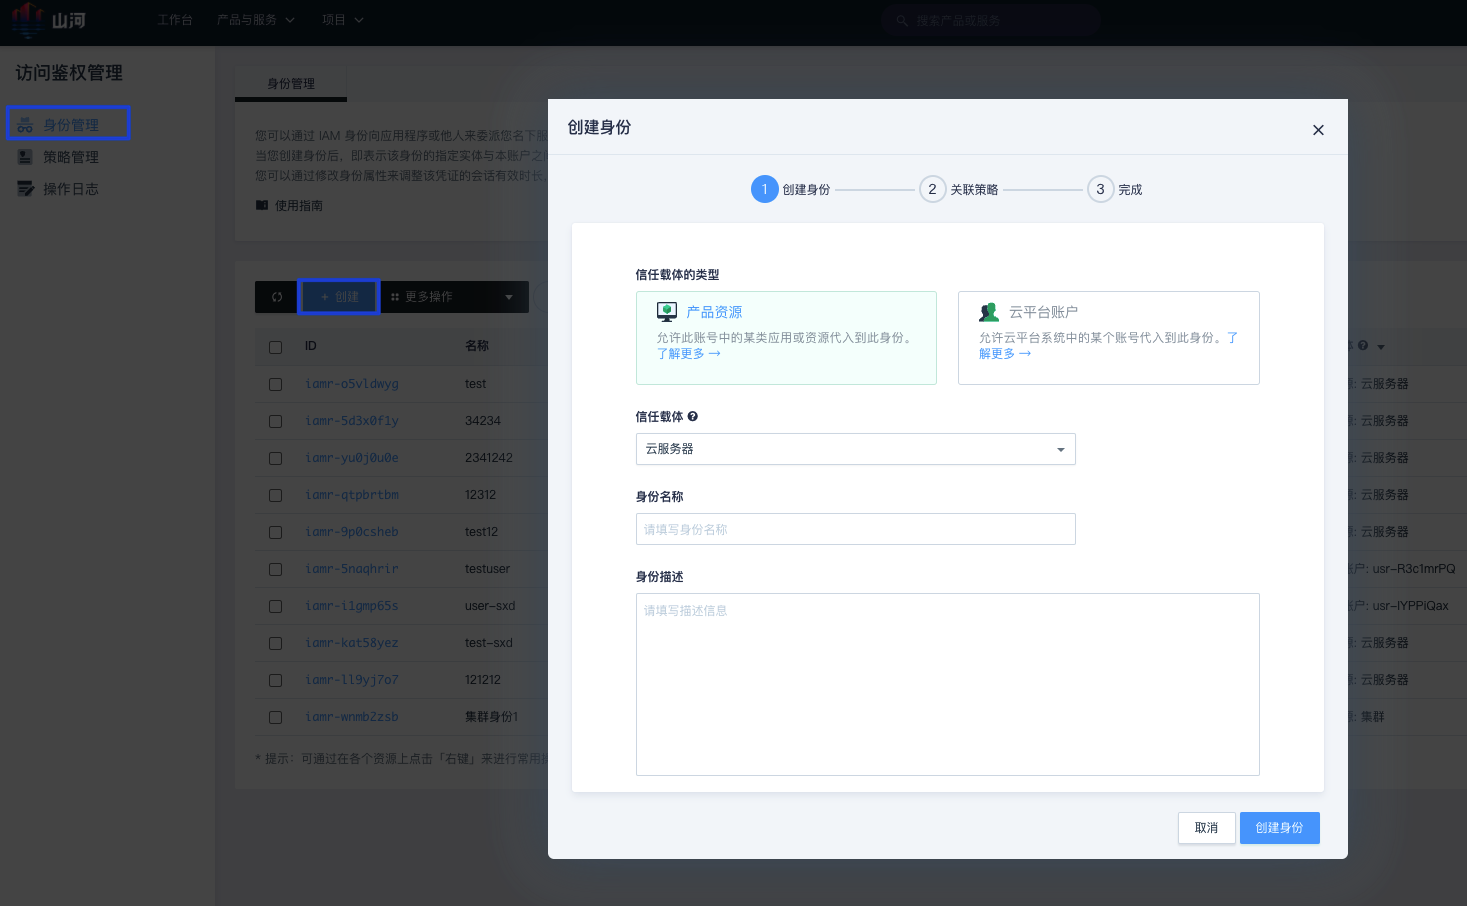 山河
工作台 产品与服务 项目 搜索产品或服务
访问鉴权管理
身份管理
策略管理
操作日志
身份管理
您可以通过 IAM 身份向应用程序或他人来委派您名下服
当您创建身份后，即表示该身份的指定实体与本账户之间
您可以通过修改身份属性来调整该凭证的会话有效时长。
使用指南
+ 创建 更多操作
ID 名称 体
iamr-o5vldwyg test 源: 云服务器
iamr-5d3x0f1y 34234 源: 云服务器
iamr-yu0j0u0e 2341242 源: 云服务器
iamr-qtpbrtbm 12312 源: 云服务器
iamr-9p0csheb test12 源: 云服务器
iamr-5naqhrir testuser 账户: usr-R3c1mrPQ
iamr-i1gmp65s user-sxd 账户: usr-IYPPiQax
iamr-kat58yez test-sxd 源: 云服务器
iamr-ll9yj7o7 121212 源: 云服务器
iamr-wnmb2zsb 集群身份1 源: 集群
* 提示：可通过在各个资源上点击「右键」来进行常用操
创建身份
1 创建身份 2 关联策略 3 完成
信任载体的类型
产品资源
允许此账号中的某类应用或资源代入到此身份。
了解更多 →
云平台账户
允许云平台系统中的某个账号代入到此身份。了
解更多 →
信任载体
云服务器
身份名称
请填写身份名称
身份描述
请填写描述信息
取消 创建身份